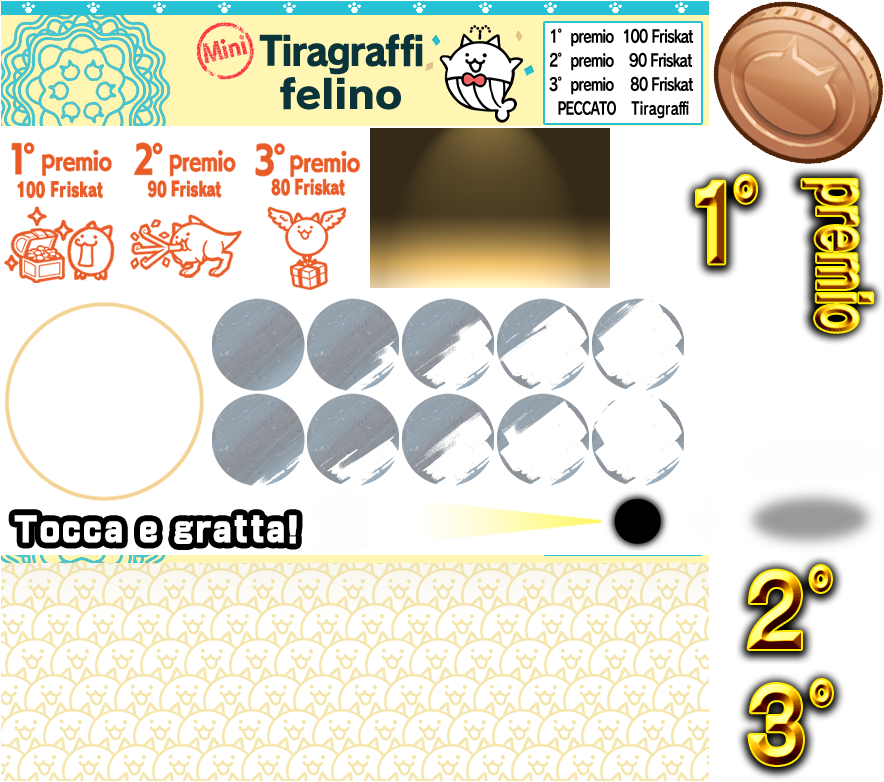 Mini
Tiragraffi
felino
1° premio 100 Friskat
2° premio 90 Friskat
3° premio 80 Friskat
PECCATO Tiragraffi
1° premio
100 Friskat
2° premio
90 Friskat
3° premio
80 Friskat
1°
premio
Tocca e gratta!
2°
3°